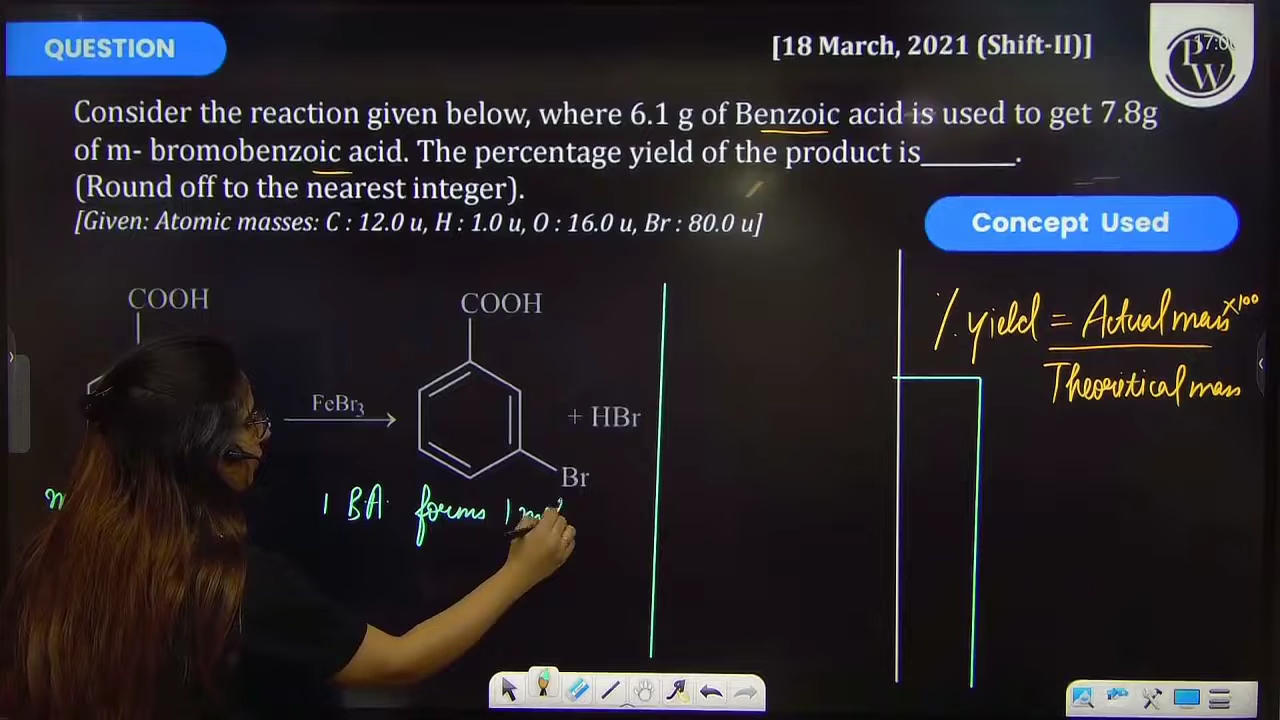 QUESTION
[18 March, 2021 (Shift-II)]
PW
Consider the reaction given below, where 6.1 g of Benzoic acid is used to get 7.8g
of m- bromobenzoic acid. The percentage yield of the product is______.
(Round off to the nearest integer).
[Given: Atomic masses: C : 12.0 u, H : 1.0 u, O : 16.0 u, Br : 80.0 u]
Concept Used
COOH
COOH
FeBr3
+ HBr
Br
% yield = Actual mass ×100
Theoritical mass
1 BA forms 1